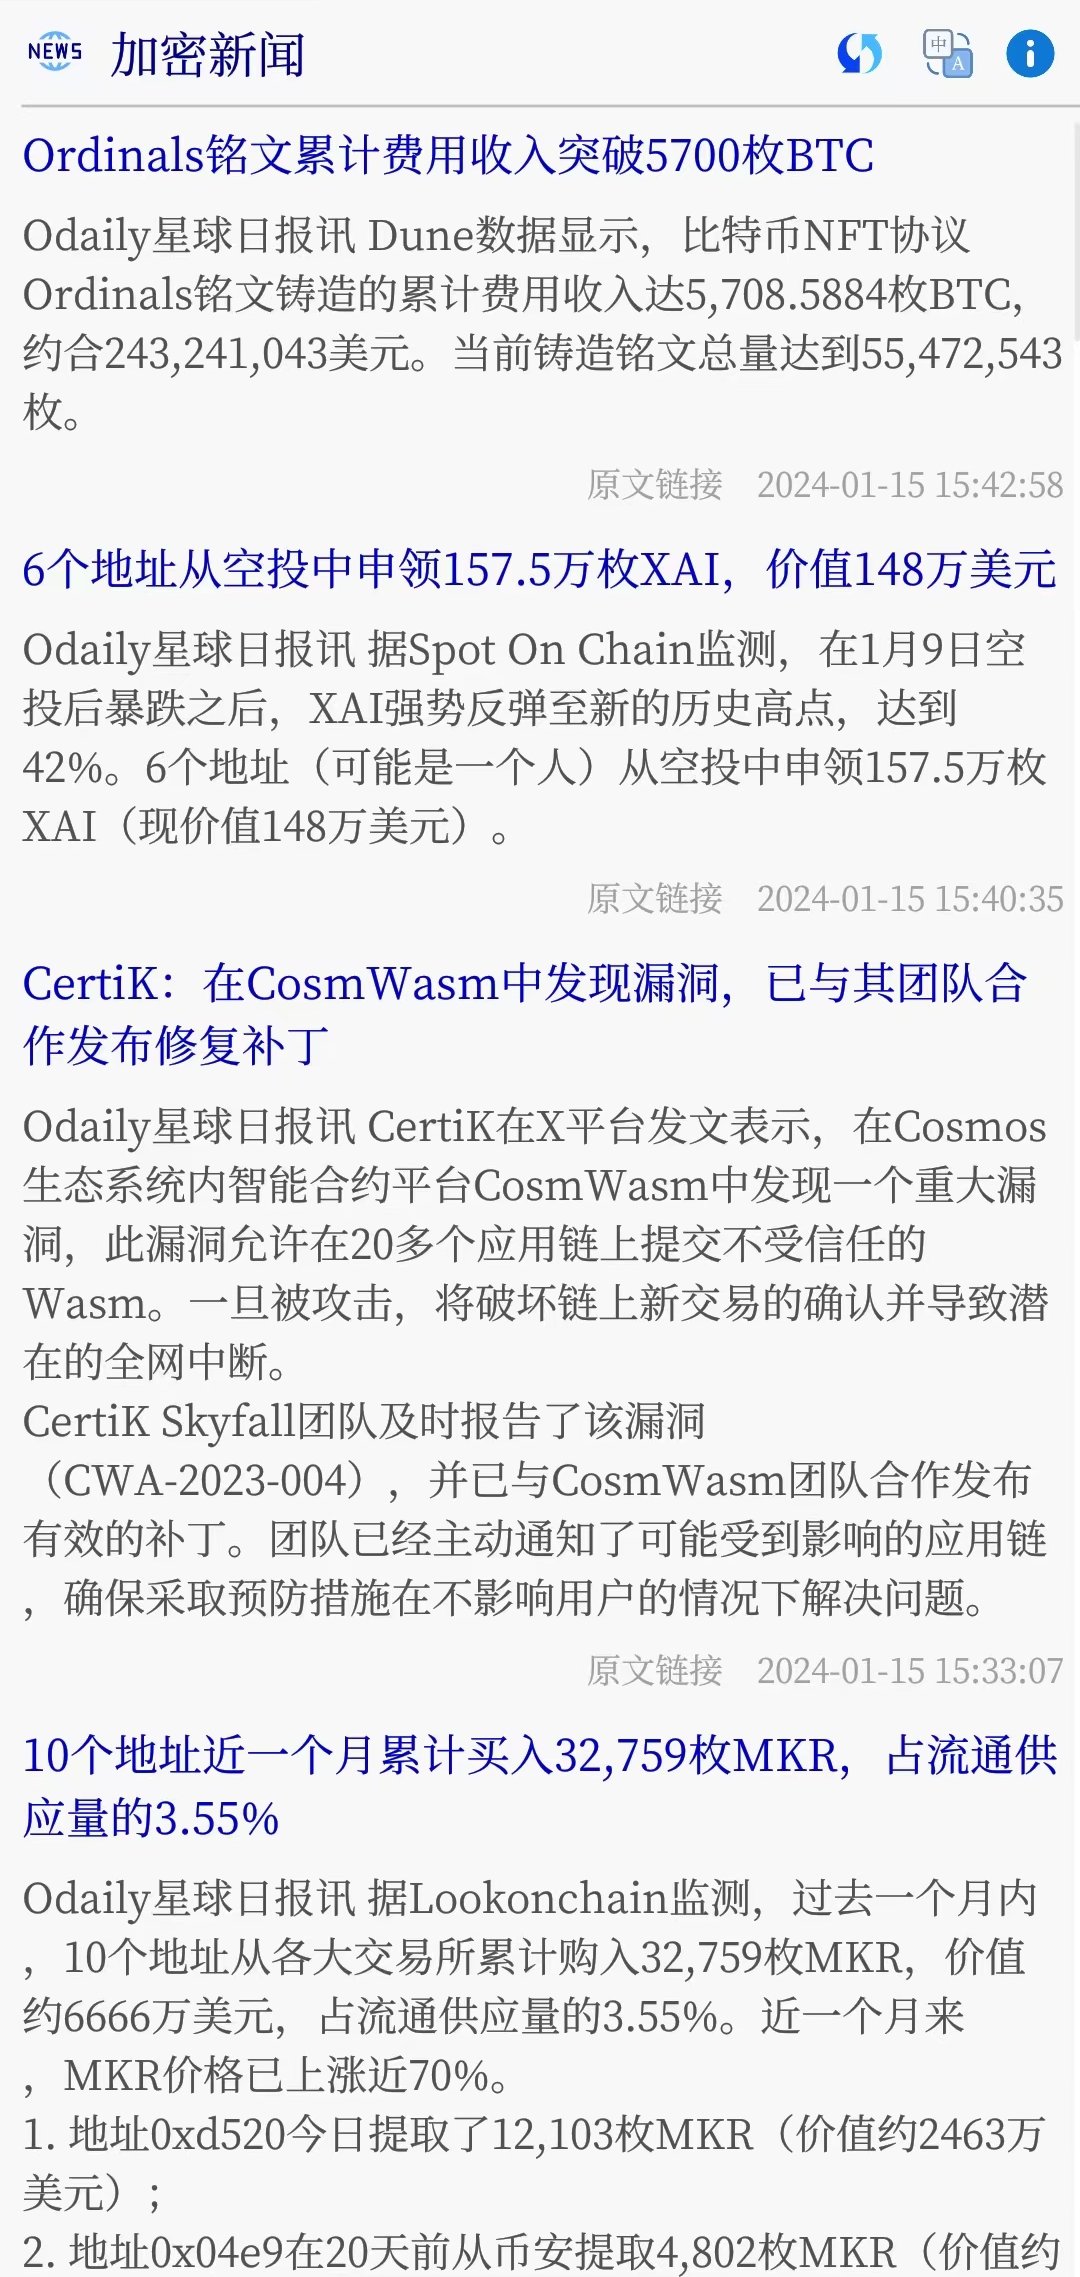 NEWS 加密新闻 中 A
Ordinals铭文累计费用收入突破5700枚BTC
Odaily星球日报讯 Dune数据显示，比特币NFT协议
Ordinals铭文铸造的累计费用收入达5,708.5884枚BTC,
约合243,241,043美元。当前铸造铭文总量达到55,472,543
枚。
原文链接 2024-01-15 15:42:58
6个地址从空投中申领157.5万枚XAI，价值148万美元
Odaily星球日报讯 据Spot On Chain监测，在1月9日空
投后暴跌之后，XAI强势反弹至新的历史高点，达到
42%。6个地址（可能是一个人）从空投中申领157.5万枚
XAI（现价值148万美元）。
原文链接 2024-01-15 15:40:35
CertiK：在CosmWasm中发现漏洞，已与其团队合
作发布修复补丁
Odaily星球日报讯 CertiK在X平台发文表示，在Cosmos
生态系统内智能合约平台CosmWasm中发现一个重大漏
洞，此漏洞允许在20多个应用链上提交不受信任的
Wasm。一旦被攻击，将破坏链上新交易的确认并导致潜
在的全网中断。
CertiK Skyfall团队及时报告了该漏洞
（CWA-2023-004），并已与CosmWasm团队合作发布
有效的补丁。团队已经主动通知了可能受到影响的应用链
，确保采取预防措施在不影响用户的情况下解决问题。
原文链接 2024-01-15 15:33:07
10个地址近一个月累计买入32,759枚MKR，占流通供
应量的3.55%
Odaily星球日报讯 据Lookonchain监测，过去一个月内
，10个地址从各大交易所累计购入32,759枚MKR，价值
约6666万美元，占流通供应量的3.55%。近一个月来
，MKR价格已上涨近70%。
1. 地址0xd520今日提取了12,103枚MKR（价值约2463万
美元）；
2. 地址0x04e9在20天前从币安提取4,802枚MKR（价值约